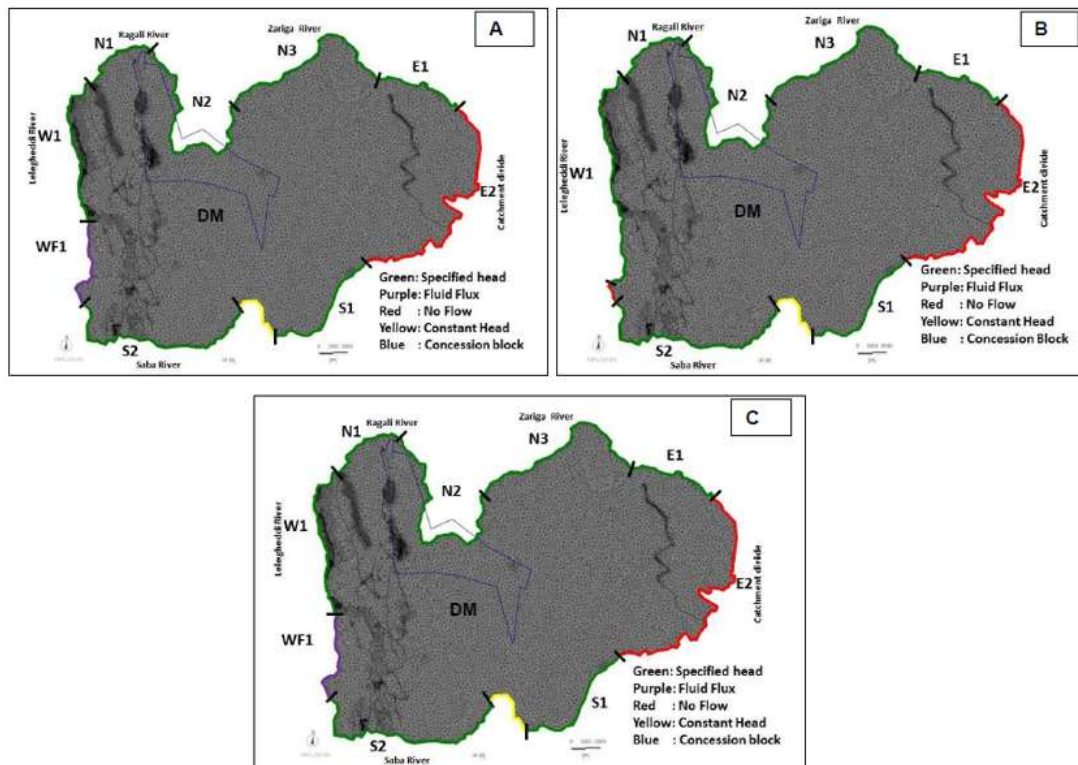 A
N1
Ragali River
Zariga River
N3
E1
N2
W1
Lelegheddi River
E2
Catchment divide
DM
WF1
Green: Specified head
Purple: Fluid Flux
Red : No Flow
Yellow: Constant Head
Blue : Concession block
S1
S2
Saba River
B
N1
Ragali River
Zariga River
N3
E1
N2
W1
Lelegheddi River
E2
Catchment divide
DM
Green: Specified head
Purple: Fluid Flux
Red : No Flow
Yellow: Constant Head
Blue : Concession Block
S1
S2
Saba River
C
N1
Ragali River
Zariga River
N3
E1
N2
W1
Lelegheddi River
E2
Catchment divide
DM
WF1
Green: Specified head
Purple: Fluid Flux
Red : No Flow
Yellow: Constant Head
Blue : Concession block
S1
S2
Saba River